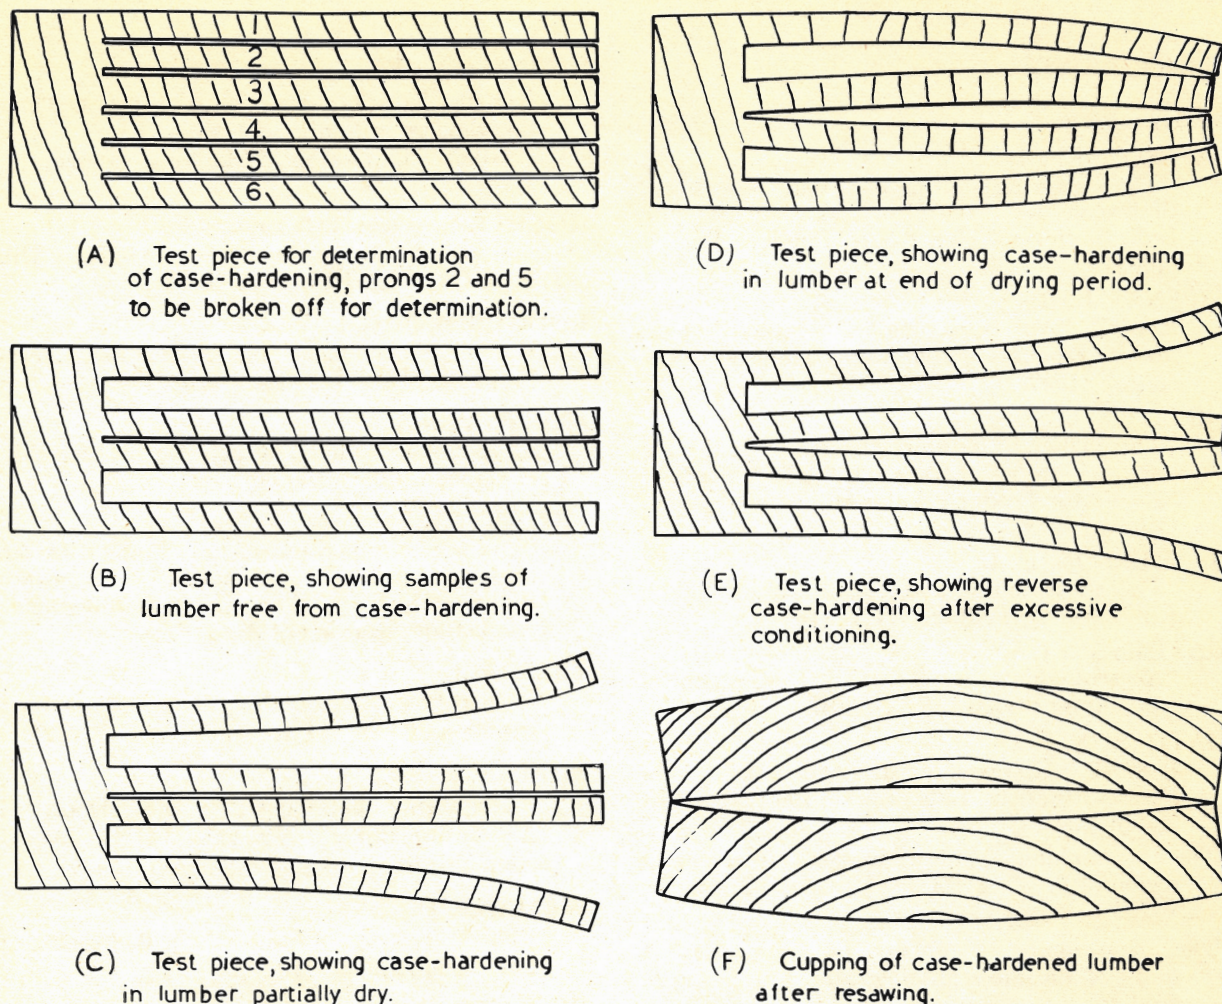 1
2
3
4.
5
6
(A) Test piece for determination
of case-hardening, prongs 2 and 5
to be broken off for determination.
(B) Test piece, showing samples of
lumber free from case-hardening.
(C) Test piece, showing case-hardening
in lumber partially dry.
(D) Test piece, showing case-hardening
in lumber at end of drying period.
(E) Test piece, showing reverse
case-hardening after excessive
conditioning.
(F) Cupping of case-hardened lumber
after resawing.